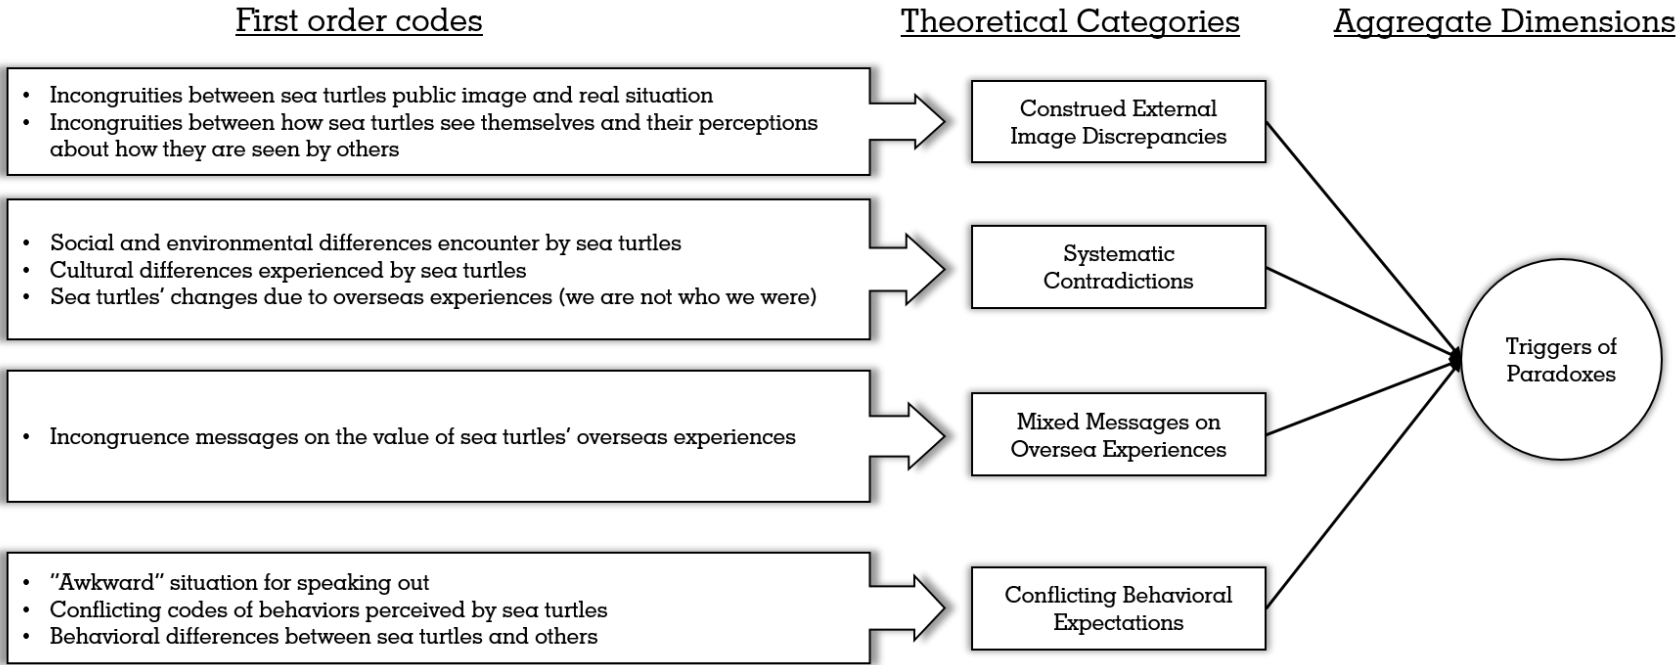 First order codes
Theoretical Categories
Aggregate Dimensions
• Incongruities between sea turtles public image and real situation
• Incongruities between how sea turtles see themselves and their perceptions
about how they are seen by others
Construed External
Image Discrepancies
• Social and environmental differences encounter by sea turtles
• Cultural differences experienced by sea turtles
• Sea turtles’ changes due to overseas experiences (we are not who we were)
Systematic
Contradictions
• Incongruence messages on the value of sea turtles’ overseas experiences
Mixed Messages on
Oversea Experiences
• “Awkward” situation for speaking out
• Conflicting codes of behaviors perceived by sea turtles
• Behavioral differences between sea turtles and others
Conflicting Behavioral
Expectations
Triggers of
Paradoxes